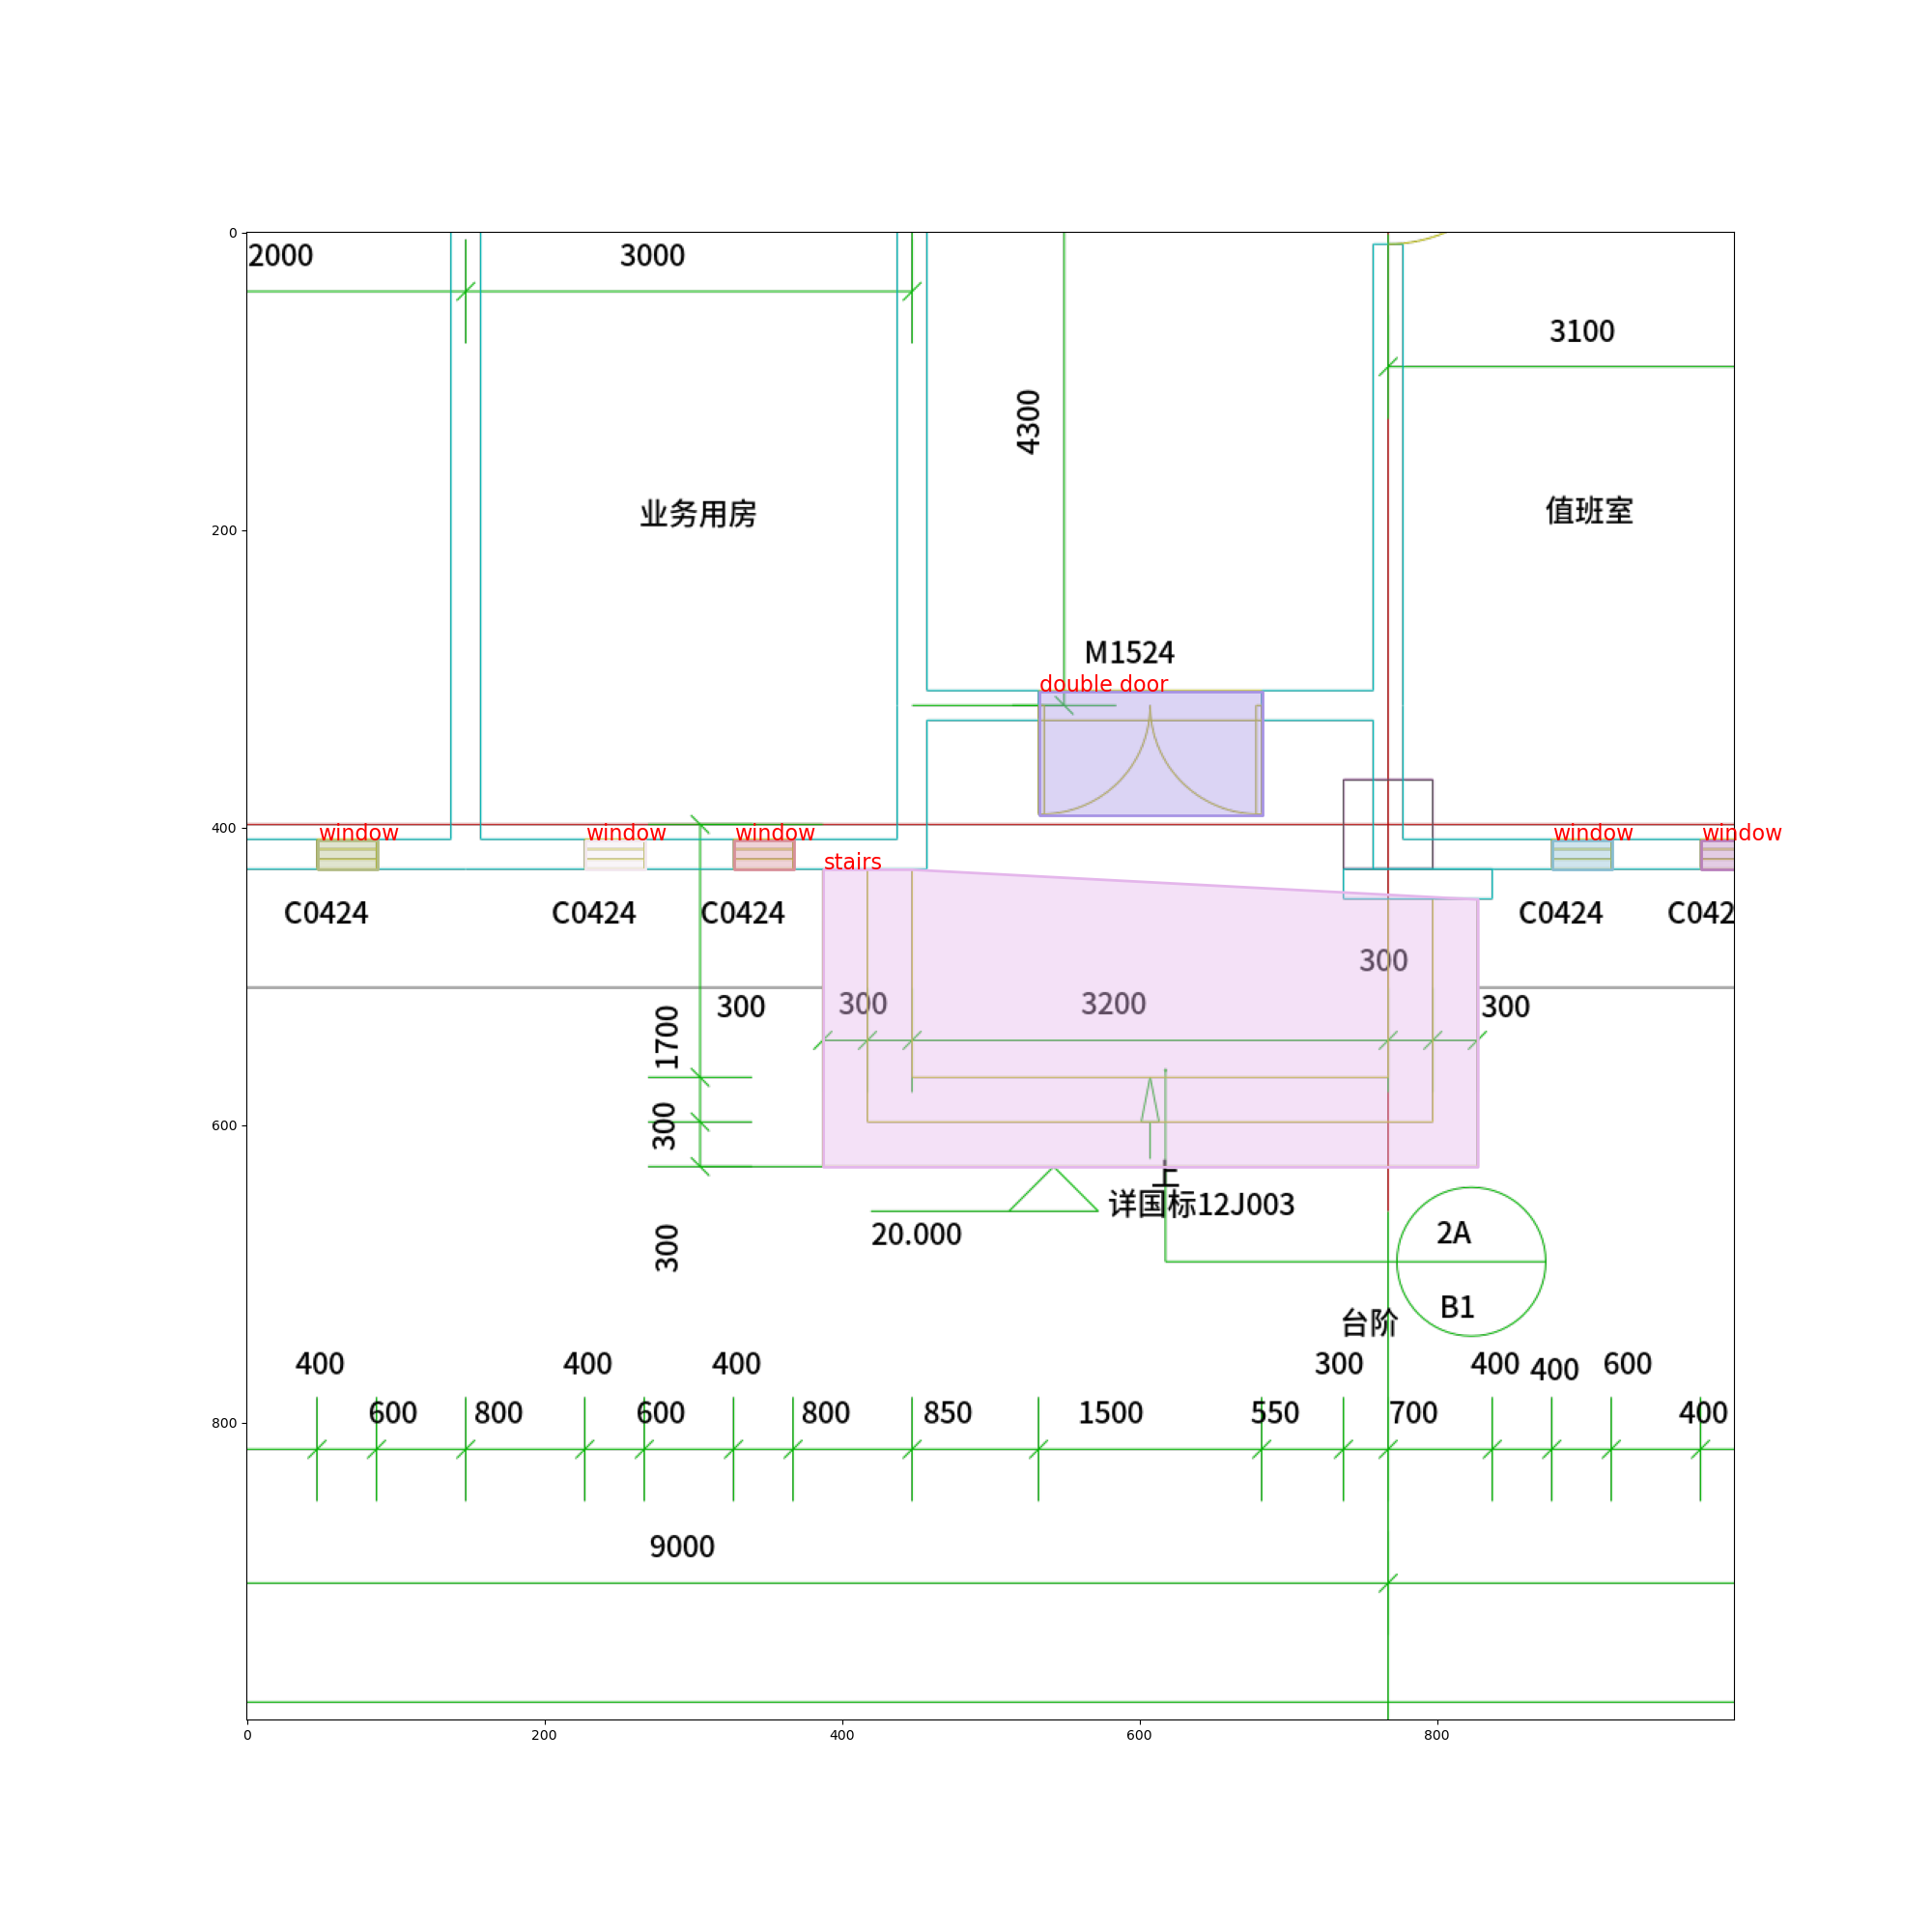 0
2000
3000
3100
4300
200
业务用房
值班室
M1524
double door
400
window
window
window
window
window
stairs
C0424
C0424
C0424
C0424
C042
300
300
300
3200
300
1700
300
600
上
详国标12J003
20.000
2A
300
B1
台阶
400
400
400
300
400
400
600
800
600
800
600
800
850
1500
550
700
400
9000
0
200
400
600
800